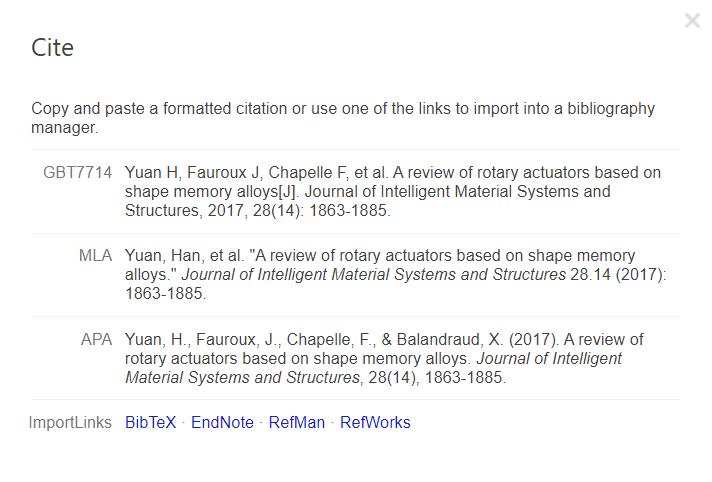 Cite
Copy and paste a formatted citation or use one of the links to import into a bibliography
manager.
GBT7714 Yuan H, Fauroux J, Chapelle F, et al. A review of rotary actuators based on
shape memory alloys[J]. Journal of Intelligent Material Systems and
Structures, 2017, 28(14): 1863-1885.
MLA Yuan, Han, et al. "A review of rotary actuators based on shape memory
alloys." Journal of Intelligent Material Systems and Structures 28.14 (2017):
1863-1885.
APA Yuan, H., Fauroux, J., Chapelle, F., & Balandraud, X. (2017). A review of
rotary actuators based on shape memory alloys. Journal of Intelligent
Material Systems and Structures, 28(14), 1863-1885.
ImportLinks BibTeX · EndNote · RefMan · RefWorks